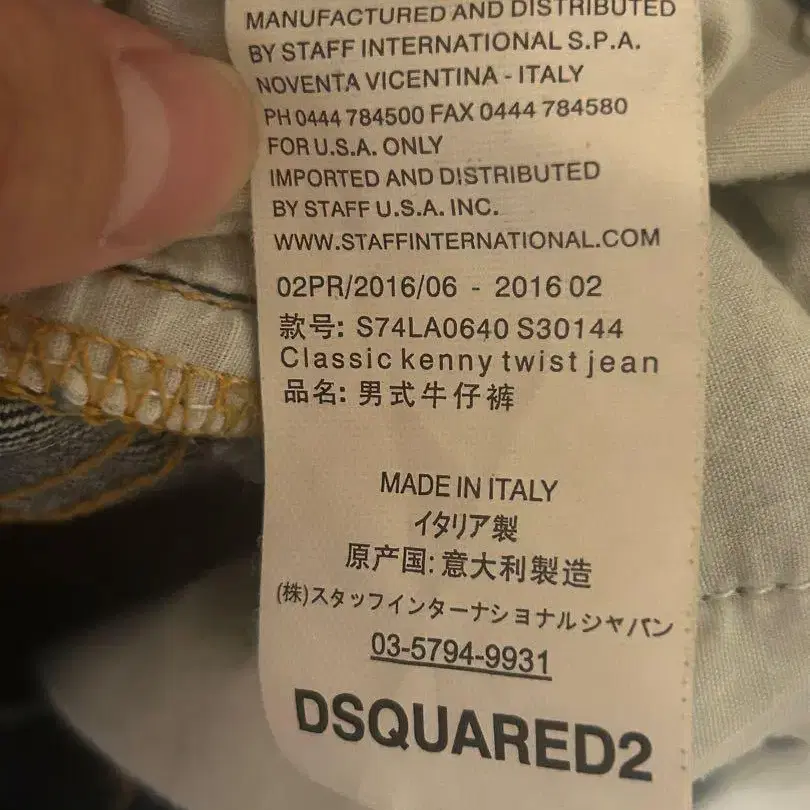 MANUFACTURED AND DISTRIBUTED
BY STAFF INTERNATIONAL S.P.A.
NOVENTA VICENTINA - ITALY
PH 0444 784500 FAX 0444 784580
FOR U.S.A. ONLY
IMPORTED AND DISTRIBUTED
BY STAFF U.S.A. INC.
WWW.STAFFINTERNATIONAL.COM
02PR/2016/06 - 2016 02
款号: S74LA0640 S30144
Classic kenny twist jean
品名: 男式牛仔裤
MADE IN ITALY
イタリア製
原产国: 意大利製造
(株)スタッフインターナショナルジャパン
03-5794-9931
DSQUARED2